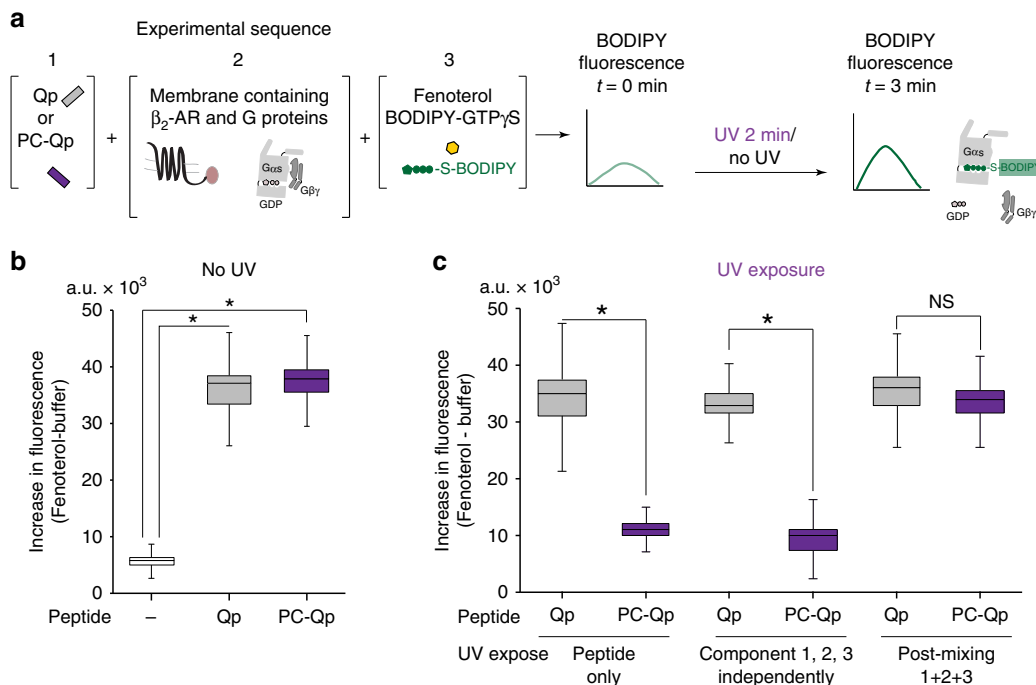 a
Experimental sequence
1
2
3
Qp
or
PC-Qp
+
Membrane containing
β₂-AR and G proteins
Gαs
Gβγ
GDP
+
Fenoterol
BODIPY-GTPγS
-S-BODIPY
BODIPY
fluorescence
t = 0 min
UV 2 min/
no UV
BODIPY
fluorescence
t = 3 min
Gαs
-S-BODIPY
GDP
Gβγ
b
No UV
a.u. × 10³
Increase in fluorescence
(Fenoterol-buffer)
50
40
30
20
10
0
*
*
Peptide
–
Qp
PC-Qp
c
UV exposure
a.u. × 10³
Increase in fluorescence
(Fenoterol - buffer)
50
40
30
20
10
0
*
*
NS
Peptide
Qp
PC-Qp
Qp
PC-Qp
Qp
PC-Qp
UV expose
Peptide
only
Component 1, 2, 3
independently
Post-mixing
1+2+3